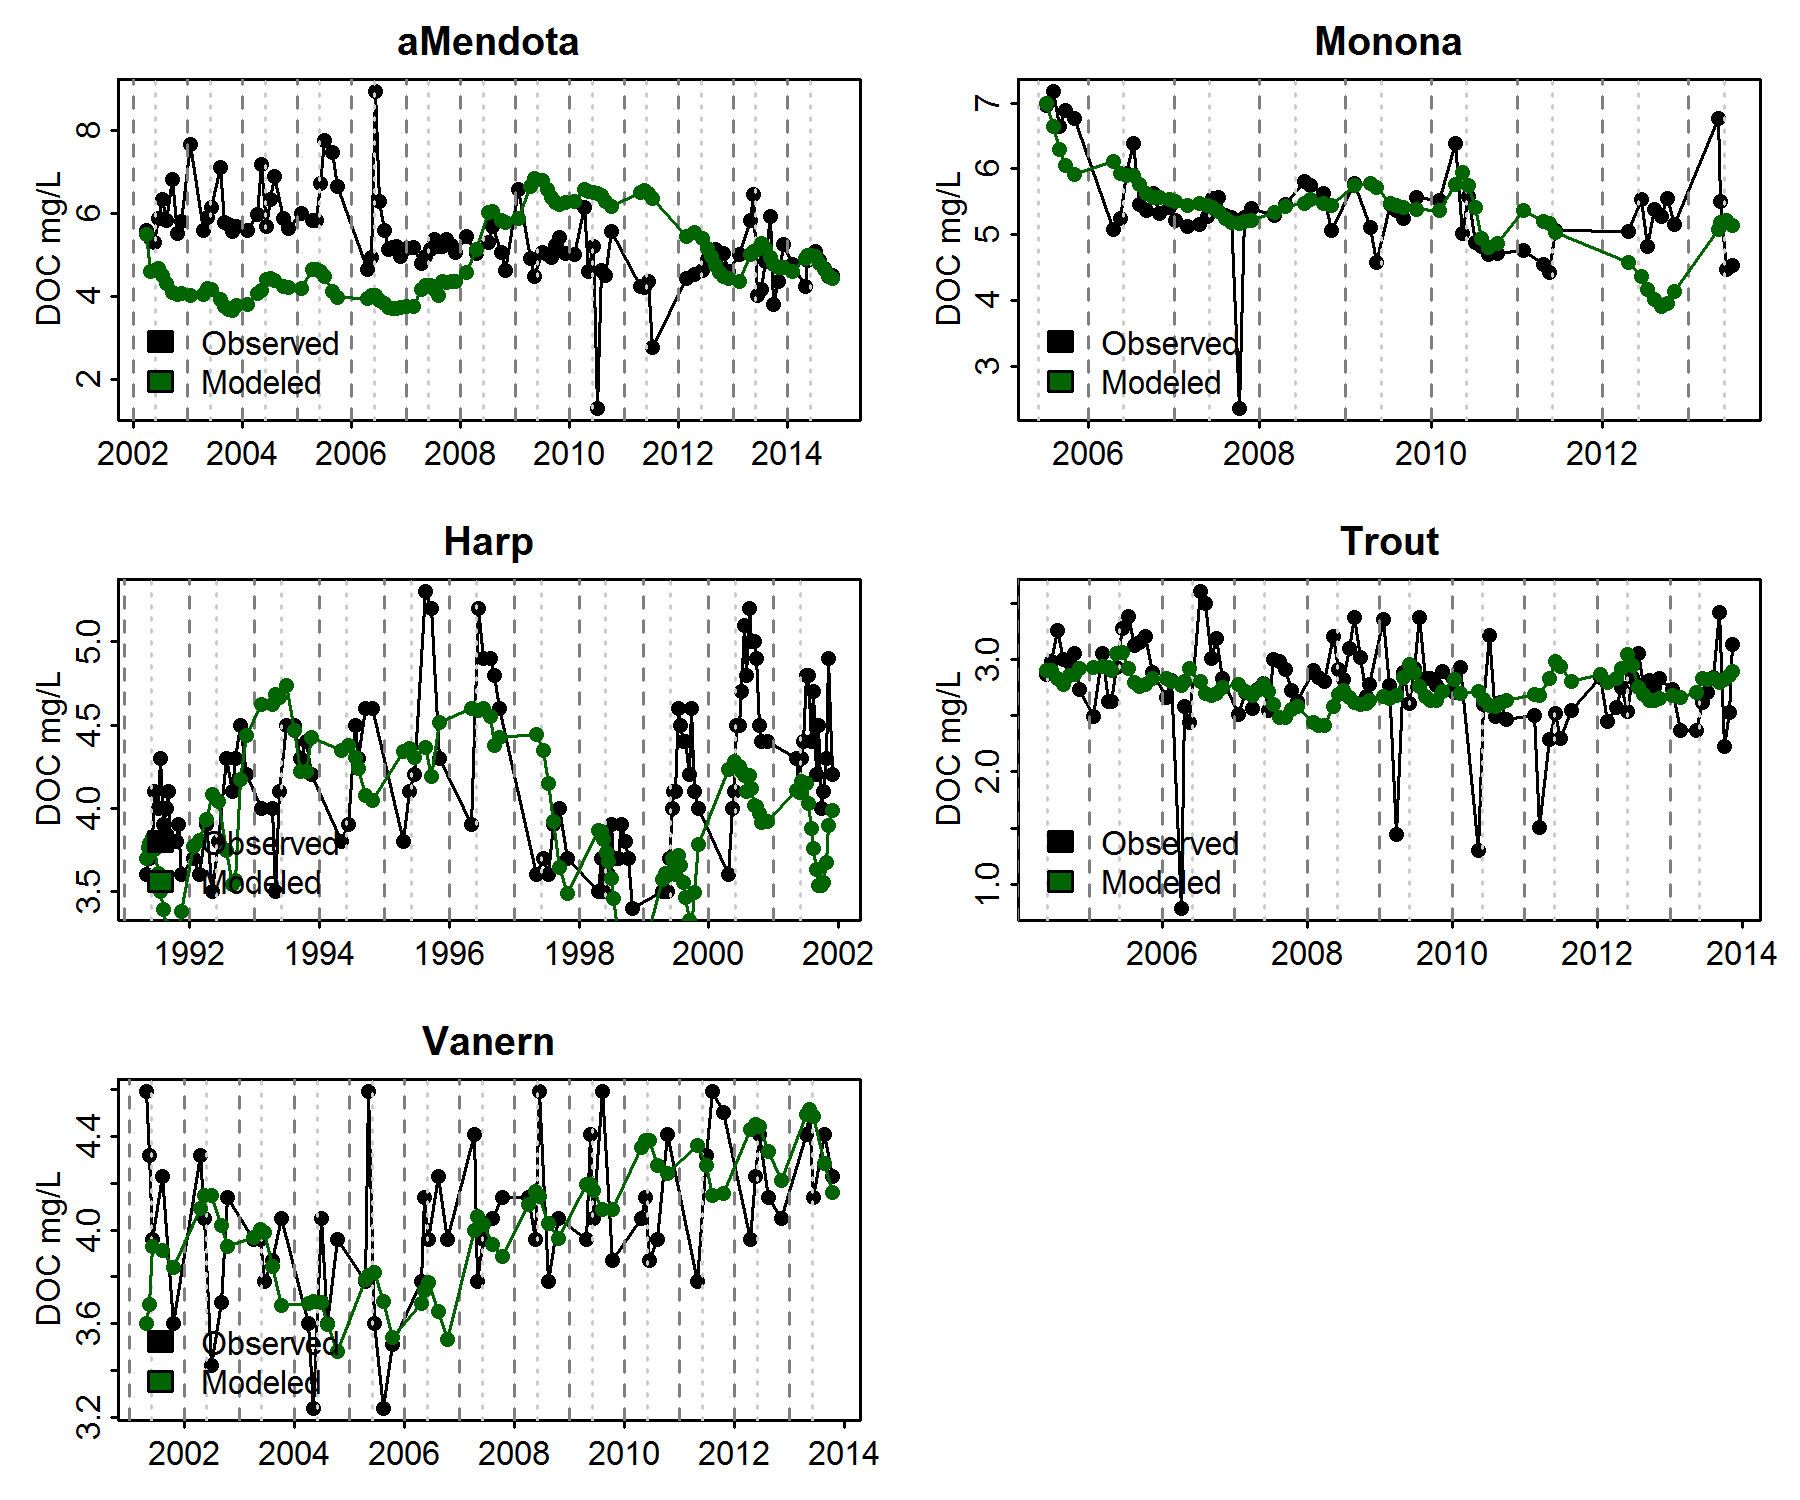 aMendota
DOC mg/L
8
6
4
2
Observed
Modeled
2002 2004 2006 2008 2010 2012 2014
Monona
DOC mg/L
7
6
5
4
3
Observed
Modeled
2006 2008 2010 2012
Harp
DOC mg/L
5.0
4.5
4.0
3.5
Observed
Modeled
1992 1994 1996 1998 2000 2002
Trout
DOC mg/L
3.0
2.0
1.0
Observed
Modeled
2006 2008 2010 2012 2014
Vanern
DOC mg/L
4.4
4.0
3.6
3.2
Observed
Modeled
2002 2004 2006 2008 2010 2012 2014